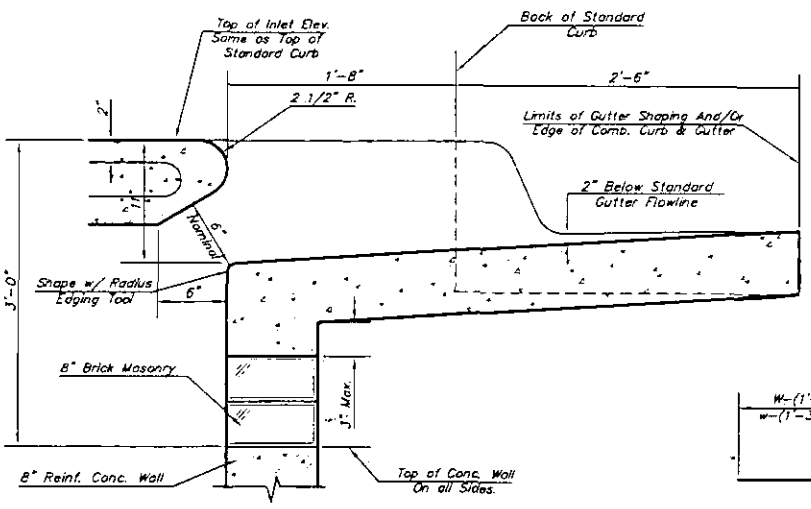 Top of Inlet Elev.
Same as Top of
Standard Curb
Back of Standard
Curb
1'-8"
2'-6"
2"
2 1/2" R.
Limits of Gutter Shaping And/Or
Edge of Comb. Curb & Gutter
2" Below Standard
Gutter Flowline
11"
6"
Nominal
3'-0"
Shape w/ Radius
Edging Tool
6"
8" Brick Masonry
Max.
8" Reinf. Conc. Wall
Top of Conc. Wall
On all Sides.
W-(1'-
w-(1'-3